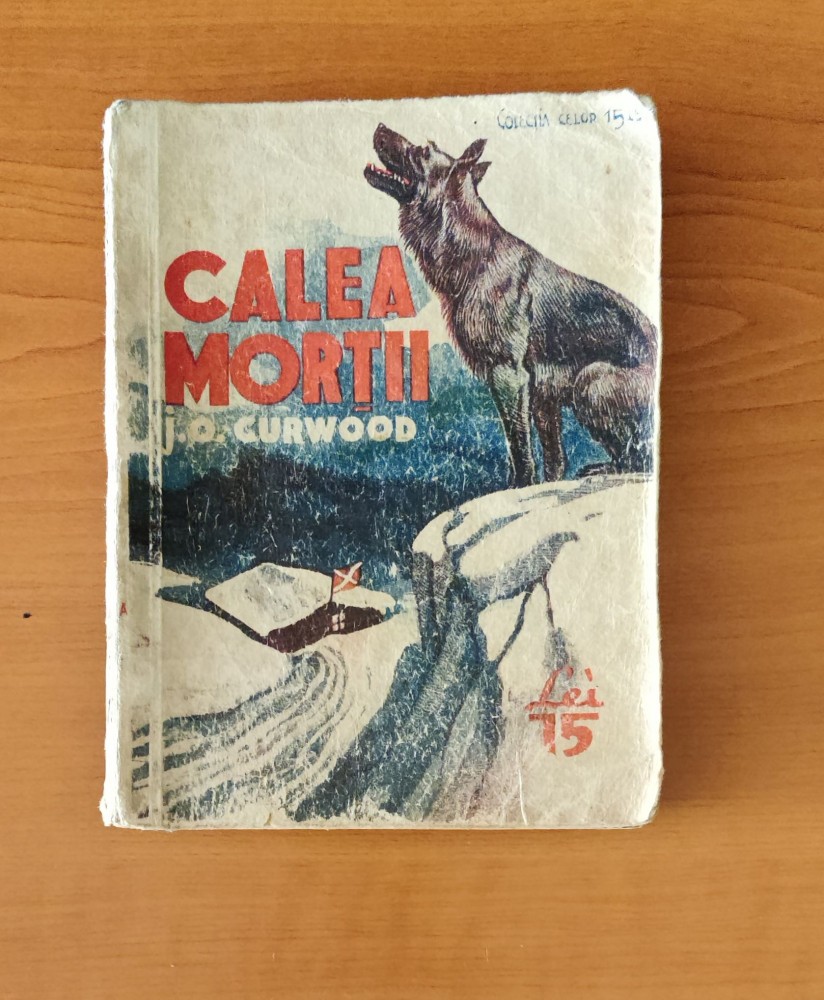 COLECȚIA CELOR 15 LEI
CALEA
MORȚII
J.O. CURWOOD
Lei
15
A